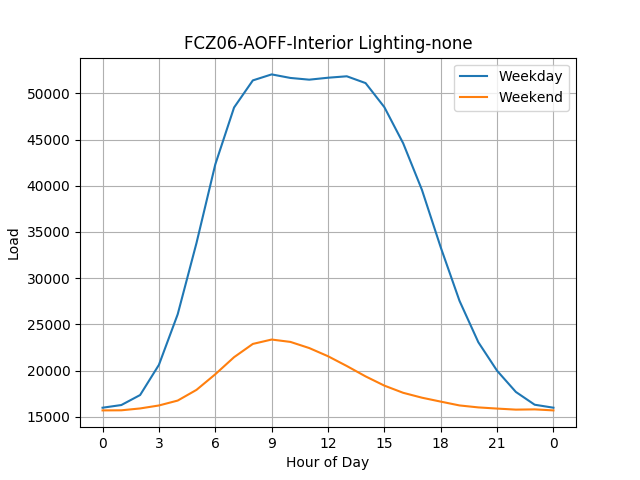 FCZ06-AOFF-Interior Lighting-none
Weekday
Weekend
50000
45000
40000
35000
30000
25000
20000
15000
Load
0 3 6 9 12 15 18 21 0
Hour of Day